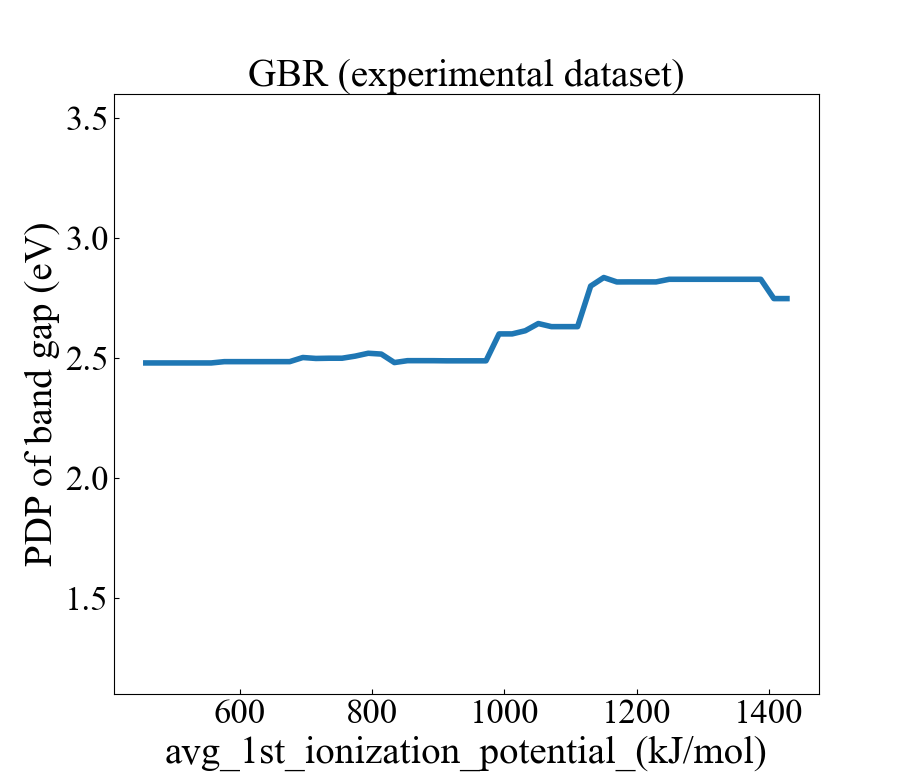 GBR (experimental dataset)
PDP of band gap (eV)
3.5
3.0
2.5
2.0
1.5
600 800 1000 1200 1400
avg_1st_ionization_potential_(kJ/mol)